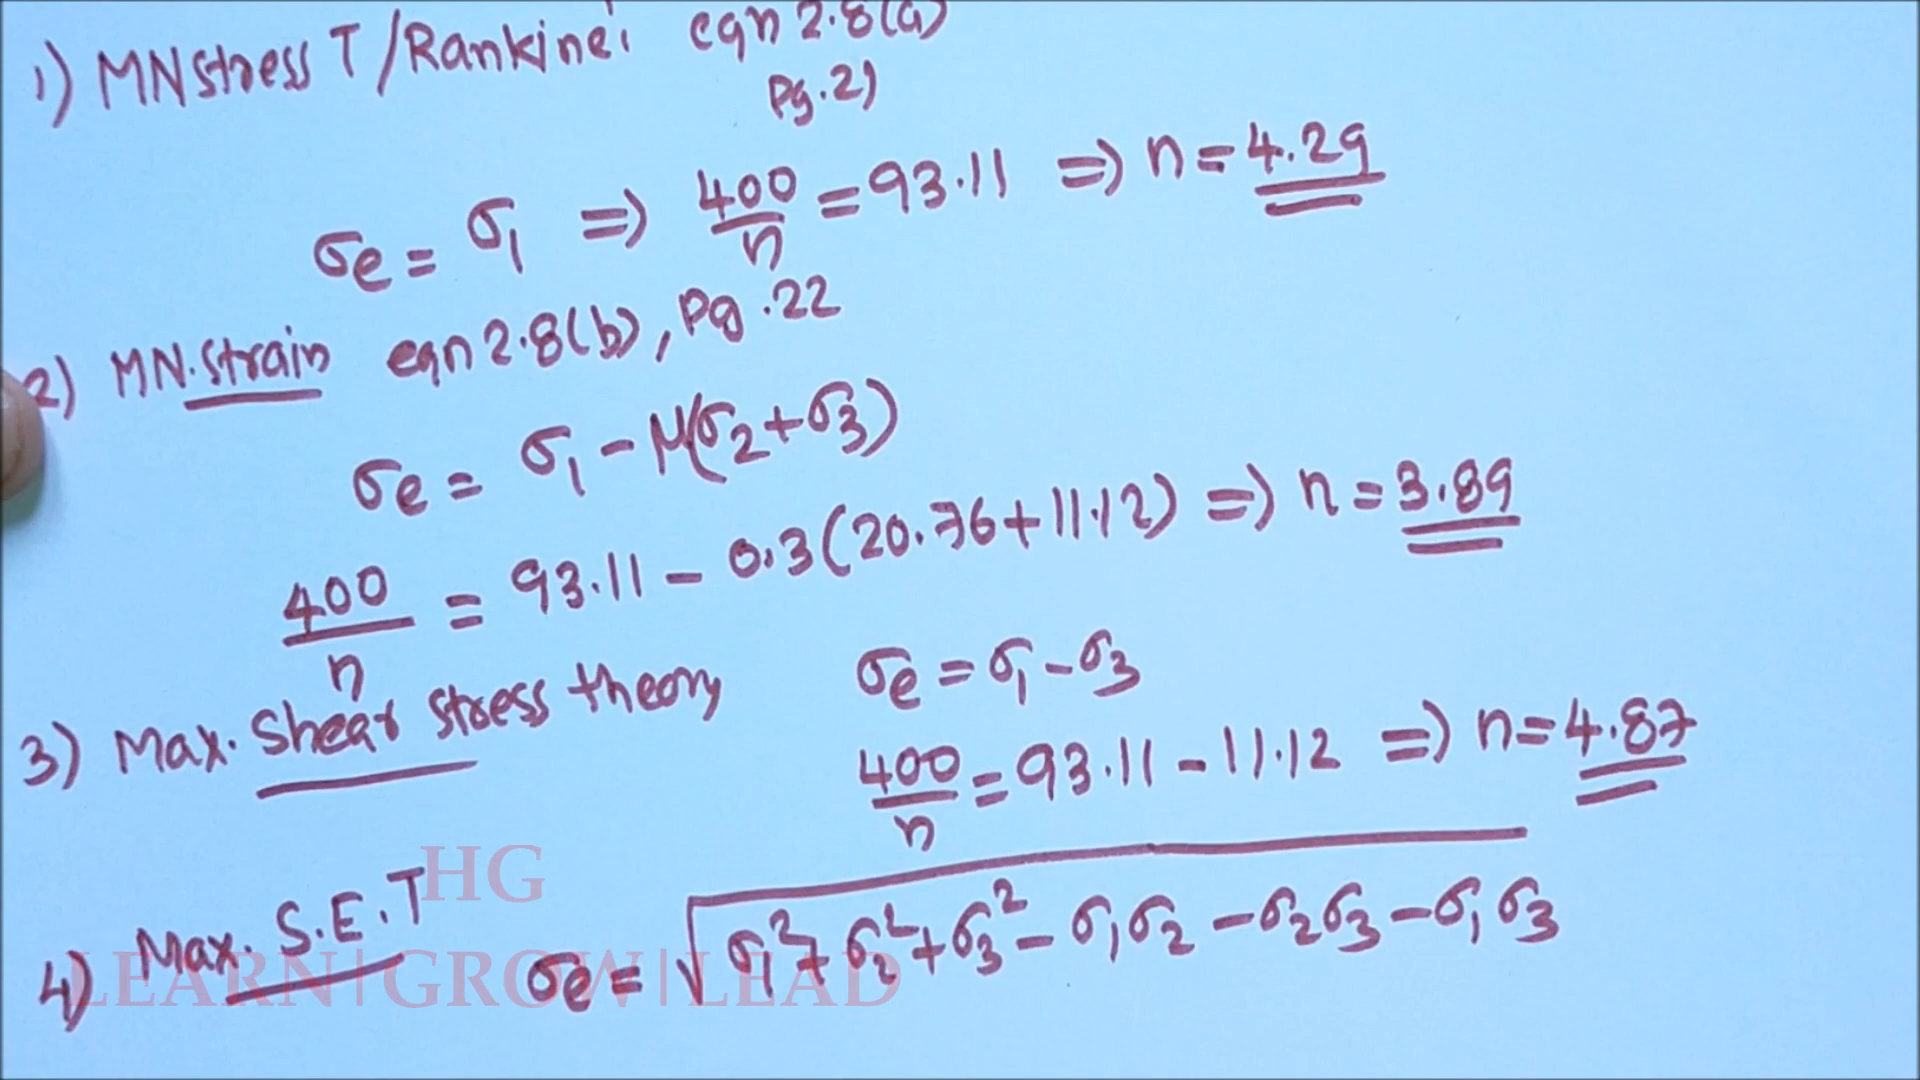 1) MN stress T/Rankine: eqn 2.8(a)
Pg.21
σe = σ1 => 400/n = 93.11 => n = 4.29
2) MN.strain eqn 2.8(b), Pg.22
σe = σ1 - μ(σ2+σ3)
400/n = 93.11 - 0.3(20.76+11.12) => n = 3.89
3) Max. Shear stress theory σe = σ1-σ3
400/n = 93.11 - 11.12 => n = 4.87
4) Max. S.E.T σe = √(σ1²+σ2²+σ3²-σ1σ2-σ2σ3-σ1σ3)
HG
LEARN|GROW|LEAD